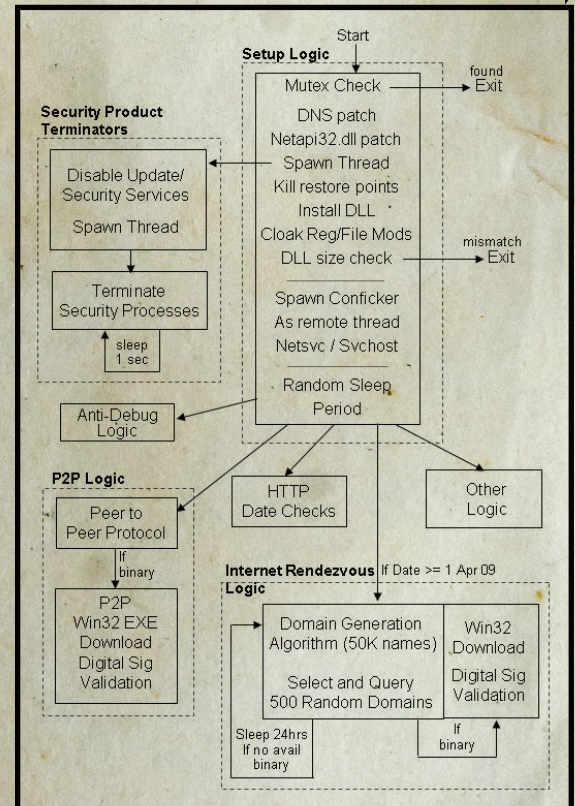 Start
Setup Logic
Mutex Check
found
Exit
DNS patch
Netapi32.dll patch
Spawn Thread
Kill restore points
Install DLL
Cloak Reg/File Mods
DLL size check
mismatch
Exit
Spawn Conficker
As remote thread
Netsvc / Svchost
Random Sleep
Period
Security Product
Terminators
Disable Update/
Security Services
Spawn Thread
Terminate
Security Processes
sleep
1 sec
Anti-Debug
Logic
P2P Logic
Peer to
Peer Protocol
If
binary
P2P
Win32 EXE
Download
Digital Sig
Validation
HTTP
Date Checks
Other
Logic
Internet Rendezvous
Logic
If Date >= 1 Apr 09
Domain Generation
Algorithm (50K names)
Select and Query
500 Random Domains
Win32
Download
Digital Sig
Validation
Sleep 24hrs
If no avail
binary
If
binary